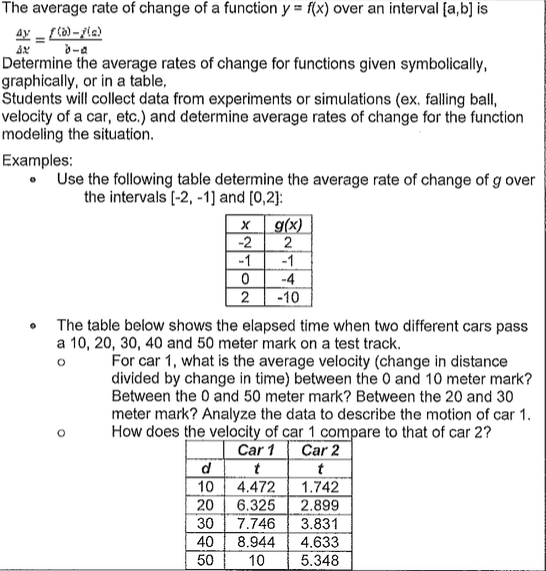 The average rate of change of a function y = f(x) over an interval [a,b] is
Δy/Δx = f(b)-f(a)/b-a
Determine the average rates of change for functions given symbolically,
graphically, or in a table.
Students will collect data from experiments or simulations (ex. falling ball,
velocity of a car, etc.) and determine average rates of change for the function
modeling the situation.
Examples:
• Use the following table determine the average rate of change of g over
the intervals [-2, -1] and [0,2]:
x g(x)
-2 2
-1 -1
0 -4
2 -10
• The table below shows the elapsed time when two different cars pass
a 10, 20, 30, 40 and 50 meter mark on a test track.
o For car 1, what is the average velocity (change in distance
divided by change in time) between the 0 and 10 meter mark?
Between the 0 and 50 meter mark? Between the 20 and 30
meter mark? Analyze the data to describe the motion of car 1.
o How does the velocity of car 1 compare to that of car 2?
Car 1 Car 2
d t t
10 4.472 1.742
20 6.325 2.899
30 7.746 3.831
40 8.944 4.633
50 10 5.348